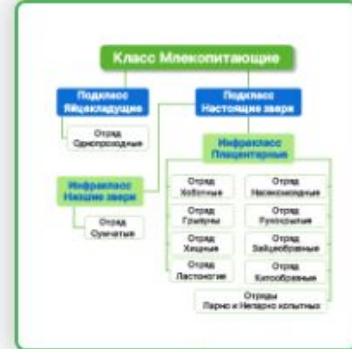 Класс Млекопитающие
Подкласс
Яйцекладущие
Подкласс
Настоящие звери
Отряд
Однопроходные
Инфракласс
Плацентарные
Инфракласс
Низшие звери
Отряд
Сумчатые
Отряд
Хоботные
Отряд
Насекомоядные
Отряд
Грызуны
Отряд
Рукокрылые
Отряд
Хищные
Отряд
Зайцеобразные
Отряд
Ластоногие
Отряд
Китообразные
Отряды
Парно и Непарно копытных